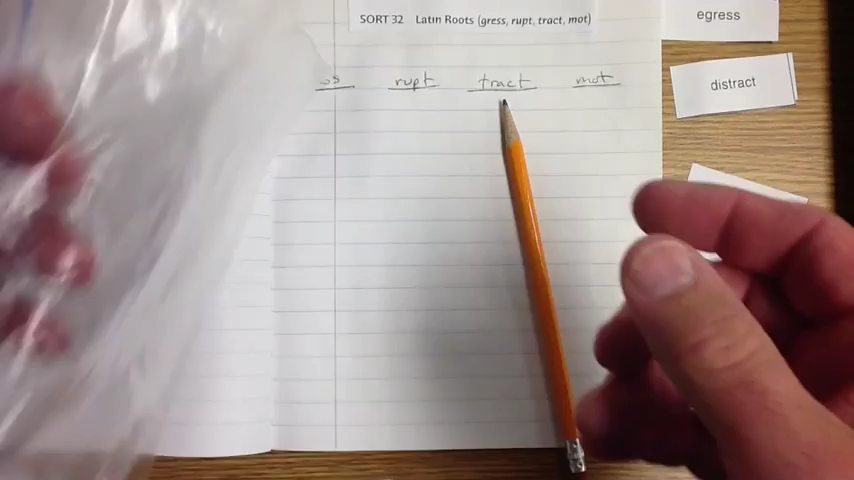 egress
SORT 32 Latin Roots (gress, rupt, tract, mot)
rupt tract mot
distract